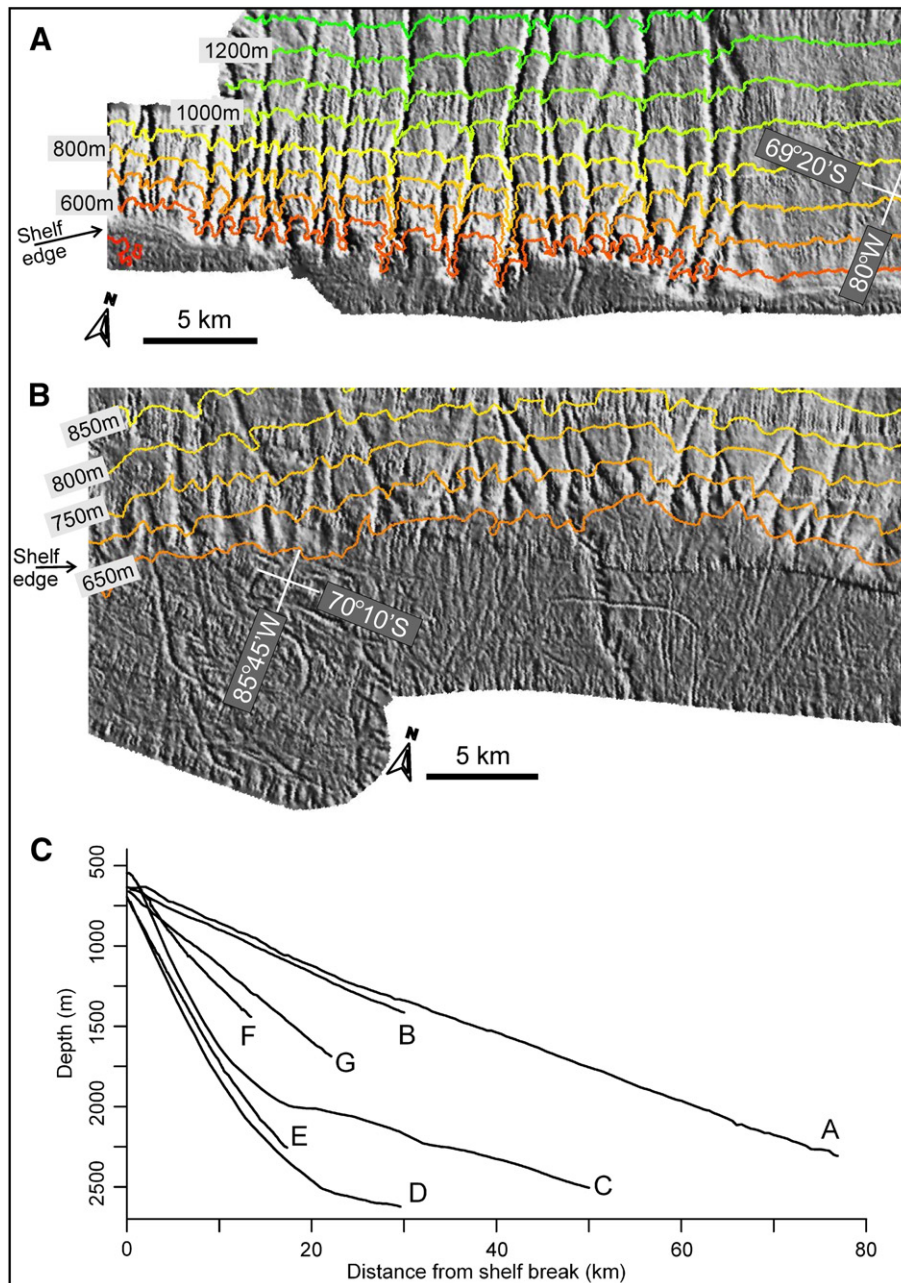 A
1200m
1000m
800m
600m
Shelf
edge
69°20'S
80°W
N
5 km
B
850m
800m
750m
650m
Shelf
edge
70°10'S
85°45'W
N
5 km
C
500
1000
1500
2000
2500
Depth (m)
F
G
B
E
D
C
A
0
20
40
60
80
Distance from shelf break (km)